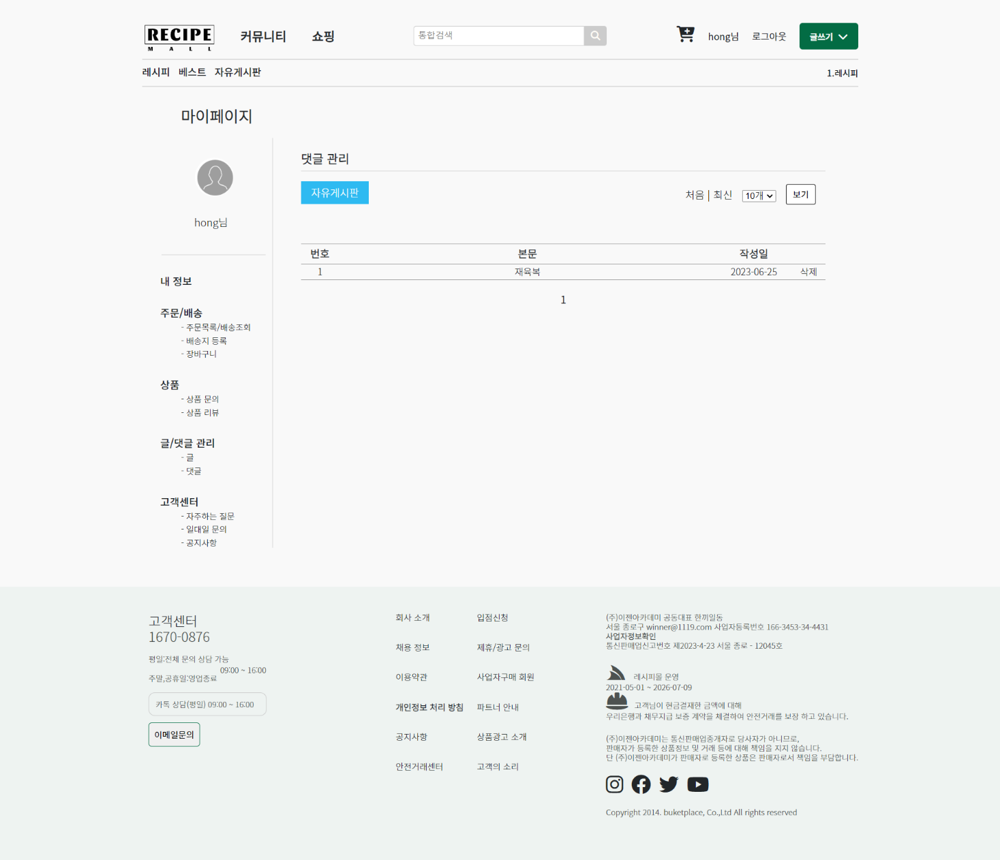 RECIPE
MALL
커뮤니티
쇼핑
통합검색
hong님
로그아웃
글쓰기
레시피 베스트 자유게시판
1.레시피
마이페이지
hong님
내 정보
주문/배송
- 주문목록/배송조회
- 배송지 등록
- 장바구니
상품
- 상품 문의
- 상품 리뷰
글/댓글 관리
- 글
- 댓글
고객센터
- 자주하는 질문
- 일대일 문의
- 공지사항
댓글 관리
자유게시판
처음 | 최신
10개
보기
번호 본문 작성일
1 재육복 2023-06-25 삭제
1
고객센터
1670-0876
평일:전체 문의 상담 가능
09:00 ~ 16:00
주말,공휴일:영업종료
카톡 상담(평일) 09:00 ~ 16:00
이메일문의
회사 소개
채용 정보
이용약관
개인정보 처리 방침
공지사항
안전거래센터
입점신청
제휴/광고 문의
사업자구매 회원
파트너 안내
상품광고 소개
고객의 소리
(주)이젠아카데미 공동대표 한끼일동
서울 종로구 winner@1119.com 사업자등록번호 166-3453-34-4431
사업자정보확인
통신판매업신고번호 제2023-4-23 서울 종로 - 12045호
레시피몰 운영
2021-05-01 ~ 2026-07-09
고객님이 현금결재한 금액에 대해
우리은행과 채무지급 보증 계약을 체결하여 안전거래를 보장 하고 있습니다.
(주)이젠아카데미는 통신판매업중개자로 당사자가 아니므로,
판매자가 등록한 상품정보 및 거래 등에 대해 책임을 지지 않습니다.
단 (주)이젠아카데미가 판매자로 등록한 상품은 판매자로서 책임을 부담합니다.
Copyright 2014. buketplace, Co.,Ltd All rights reserved